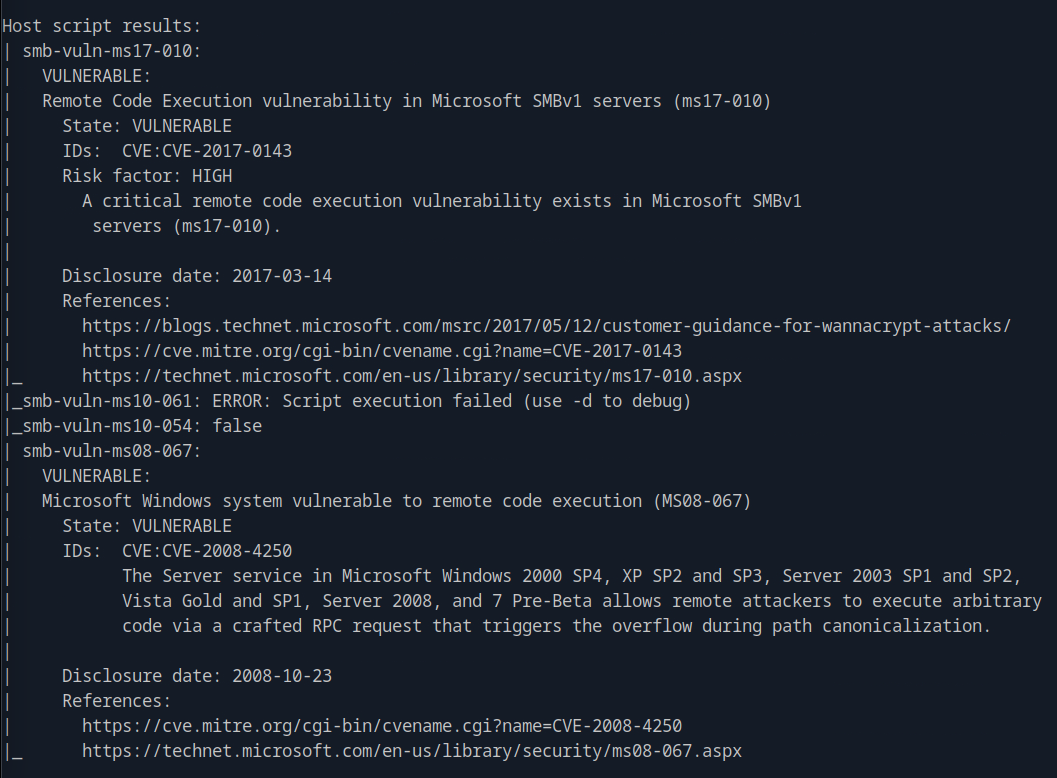 Host script results:
| smb-vuln-ms17-010:
|   VULNERABLE:
|   Remote Code Execution vulnerability in Microsoft SMBv1 servers (ms17-010)
|     State: VULNERABLE
|     IDs:  CVE:CVE-2017-0143
|     Risk factor: HIGH
|       A critical remote code execution vulnerability exists in Microsoft SMBv1
|        servers (ms17-010).
|
|     Disclosure date: 2017-03-14
|     References:
|       https://blogs.technet.microsoft.com/msrc/2017/05/12/customer-guidance-for-wannacrypt-attacks/
|       https://cve.mitre.org/cgi-bin/cvename.cgi?name=CVE-2017-0143
|_      https://technet.microsoft.com/en-us/library/security/ms17-010.aspx
|_smb-vuln-ms10-061: ERROR: Script execution failed (use -d to debug)
|_smb-vuln-ms10-054: false
| smb-vuln-ms08-067:
|   VULNERABLE:
|   Microsoft Windows system vulnerable to remote code execution (MS08-067)
|     State: VULNERABLE
|     IDs:  CVE:CVE-2008-4250
|           The Server service in Microsoft Windows 2000 SP4, XP SP2 and SP3, Server 2003 SP1 and SP2,
|           Vista Gold and SP1, Server 2008, and 7 Pre-Beta allows remote attackers to execute arbitrary
|           code via a crafted RPC request that triggers the overflow during path canonicalization.
|
|     Disclosure date: 2008-10-23
|     References:
|       https://cve.mitre.org/cgi-bin/cvename.cgi?name=CVE-2008-4250
|_      https://technet.microsoft.com/en-us/library/security/ms08-067.aspx